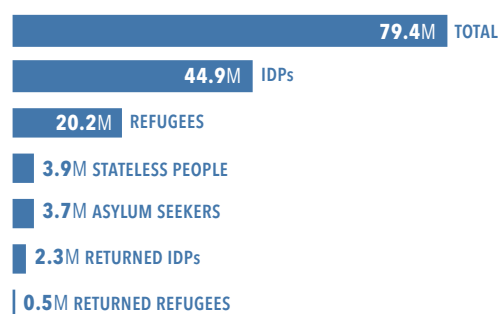 79.4M TOTAL
44.9M IDPs
20.2M REFUGEES
3.9M STATELESS PEOPLE
3.7M ASYLUM SEEKERS
2.3M RETURNED IDPs
0.5M RETURNED REFUGEES